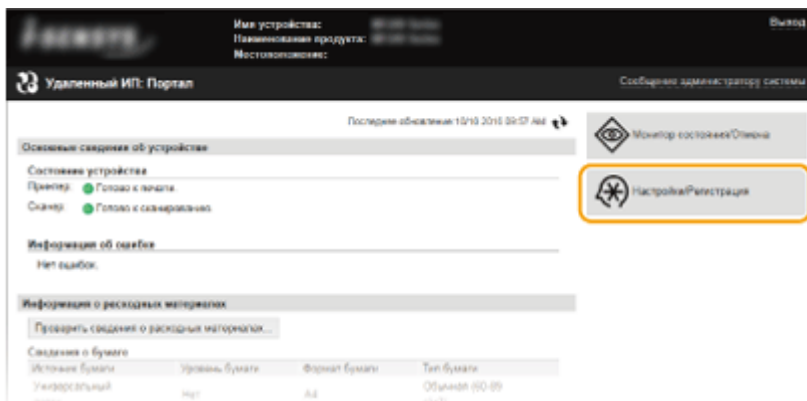 i-SENSYS
Имя устройства:
Наименование продукта:
Местоположение:
Выход
Удаленный ИП: Портал
Сообщение администратору системы
Последнее обновление:10/10 2016 09:57 AM
Основные сведения об устройстве
Состояние устройства
Принтер: Готово к печати.
Сканер: Готово к сканированию.
Информация об ошибке
Нет ошибок.
Информация о расходных материалах
Проверить сведения о расходных материалах...
Сведения о бумаге
Источник бумаги Уровень бумаги Формат бумаги Тип бумаги
Универсальный Нет A4 Обычная (60-89
Монитор состояния/Отмена
Настройки/Регистрация